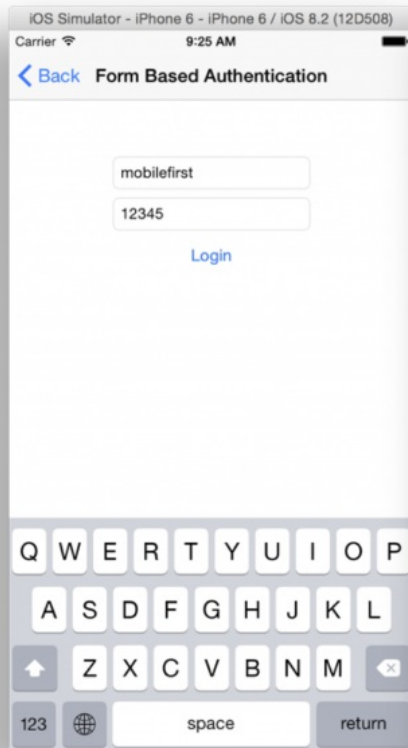 iOS Simulator - iPhone 6 - iPhone 6 / iOS 8.2 (12D508)
Carrier 9:25 AM
Back Form Based Authentication
mobilefirst
12345
Login
Q W E R T Y U I O P
A S D F G H J K L
Z X C V B N M
123 space return